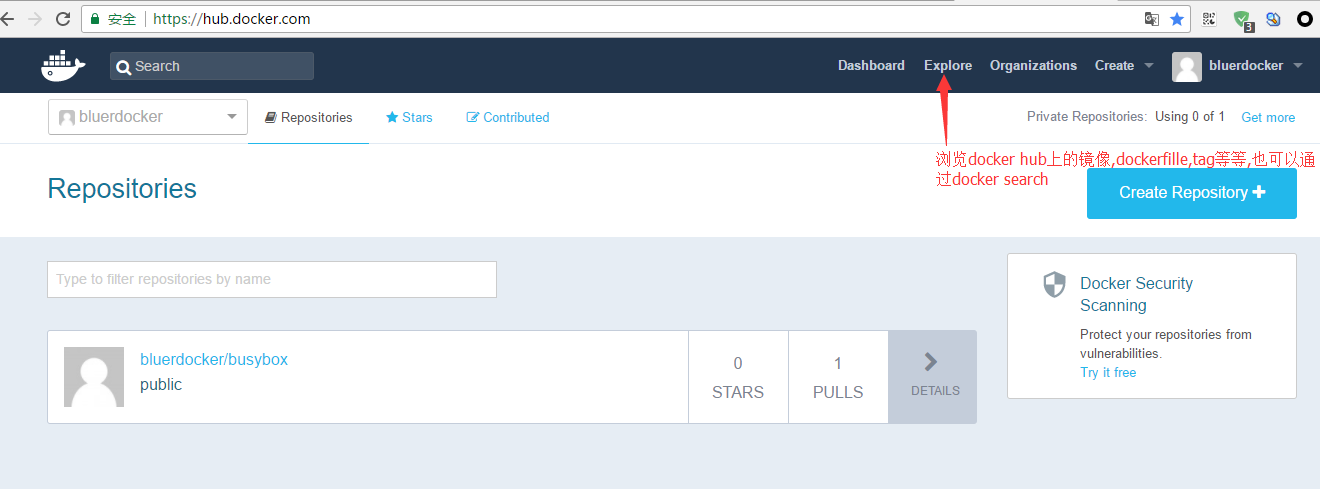 安全 https://hub.docker.com
3
Search
Dashboard Explore Organizations Create bluerdocker
bluerdocker Repositories Stars Contributed
Private Repositories: Using 0 of 1 Get more
浏览docker hub上的镜像,dockerfille,tag等等,也可以通
过docker search
Repositories
Create Repository
Type to filter repositories by name
Docker Security
Scanning
Protect your repositories from
vulnerabilities.
Try it free
bluerdocker/busybox
public
0
STARS
1
PULLS
DETAILS